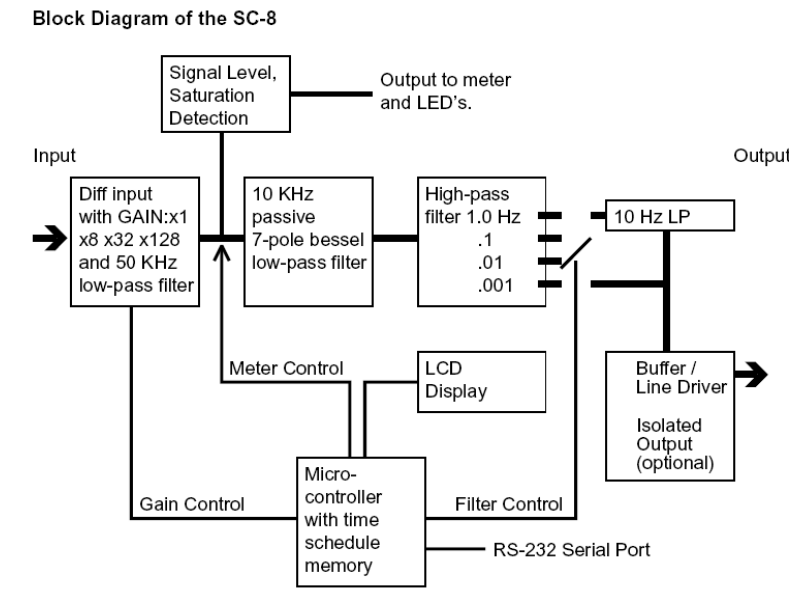 Block Diagram of the SC-8
Signal Level,
Saturation
Detection
Output to meter
and LED's.
Input
Output
Diff input
with GAIN:x1
x8 x32 x128
and 50 KHz
low-pass filter
10 KHz
passive
7-pole bessel
low-pass filter
High-pass
filter 1.0 Hz
.1
.01
.001
10 Hz LP
Meter Control
LCD
Display
Buffer /
Line Driver
Isolated
Output
(optional)
Micro-
controller
with time
schedule
memory
Gain Control
Filter Control
RS-232 Serial Port